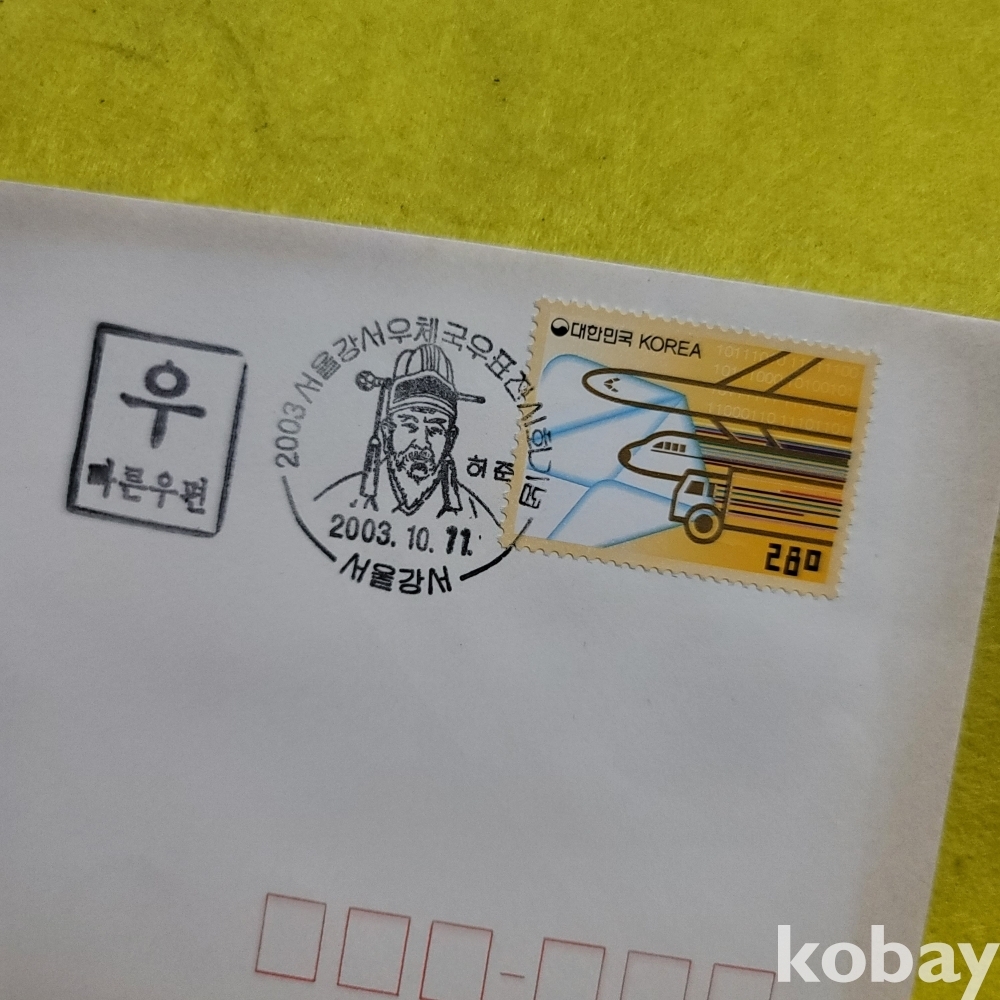 우
빠른우편
2003 서울강서우체국우표전시회기념
허준
2003. 10. 11.
서울강서
대한민국 KOREA
280
kobay